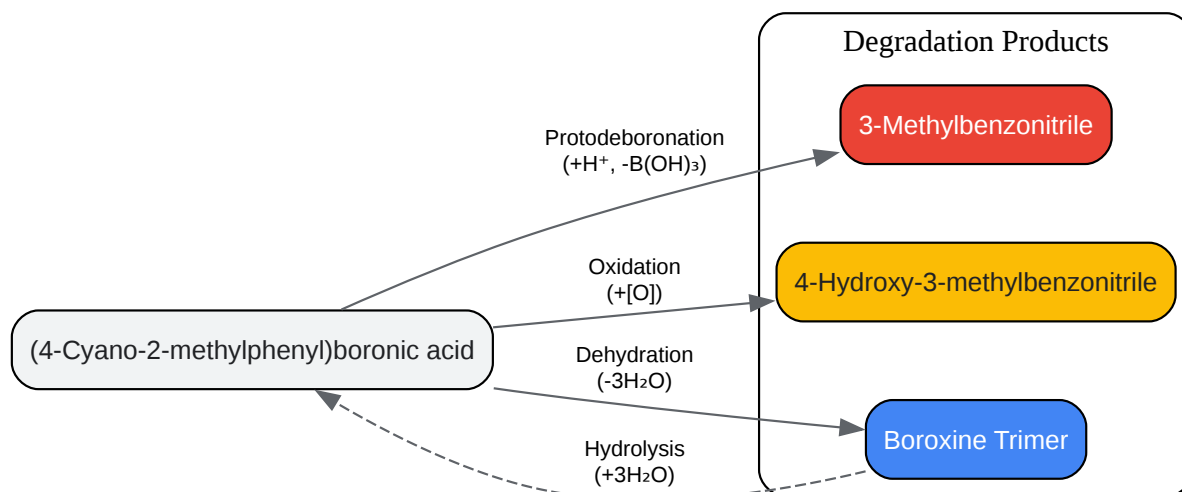 Degradation Products
3-Methylbenzonitrile
Protodeboronation
(+H⁺, -B(OH)₃)
Oxidation
(+[O])
4-Hydroxy-3-methylbenzonitrile
(4-Cyano-2-methylphenyl)boronic acid
Dehydration
(-3H₂O)
Boroxine Trimer
Hydrolysis
(+3H₂O)